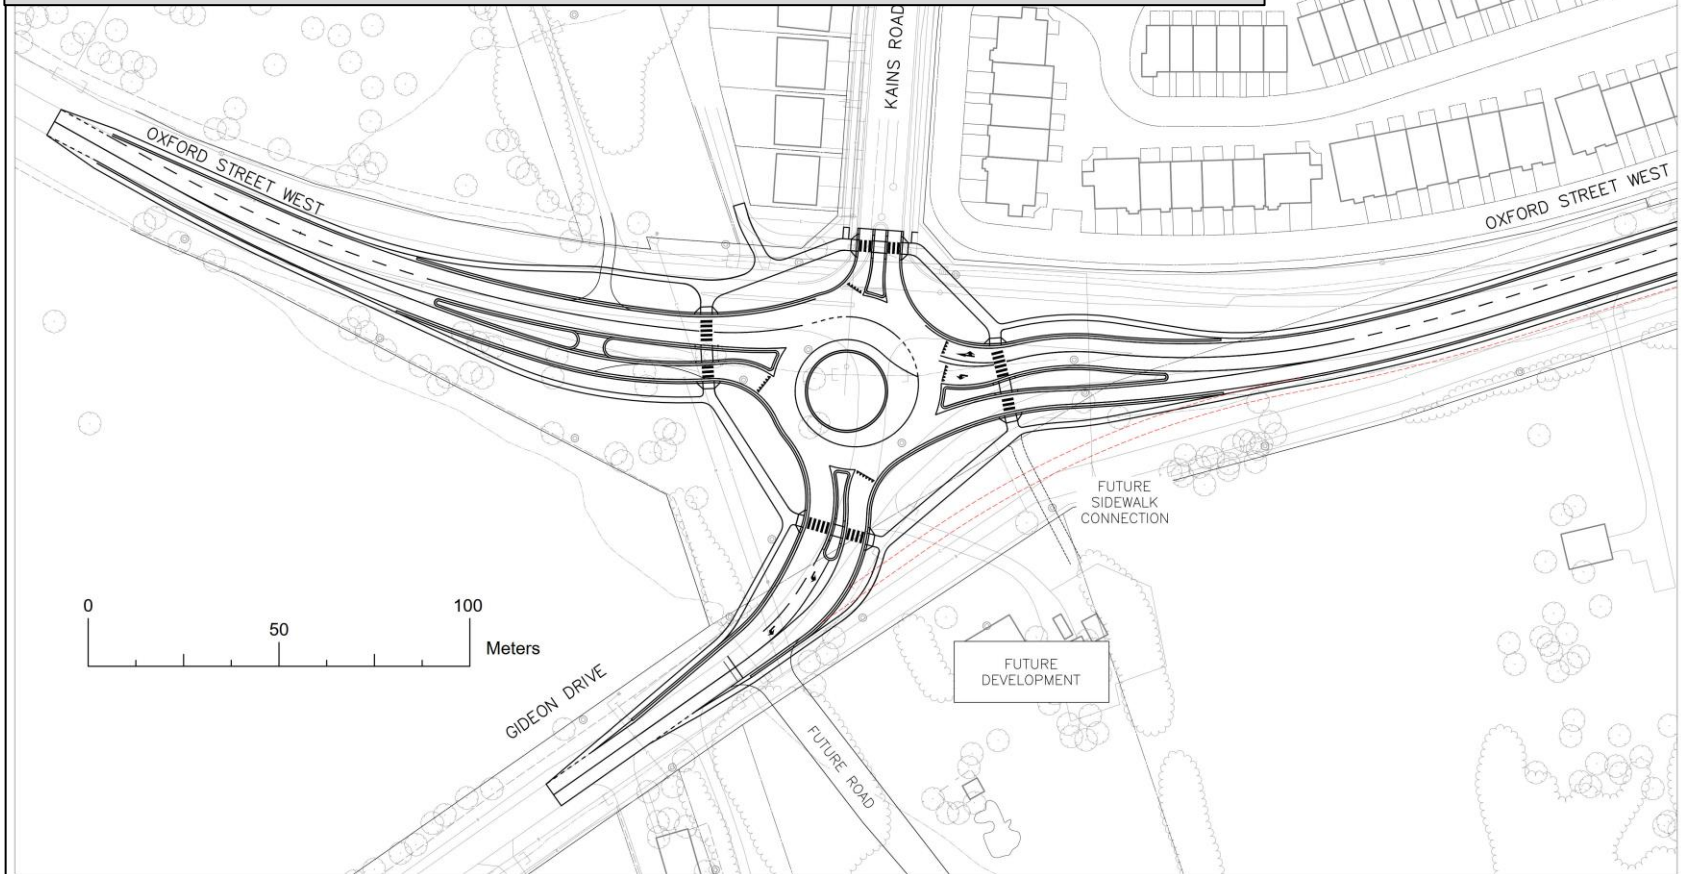 KAINS ROAD
OXFORD STREET WEST
OXFORD STREET WEST
FUTURE
SIDEWALK
CONNECTION
0
50
100
Meters
GIDEON DRIVE
FUTURE
DEVELOPMENT
FUTURE ROAD